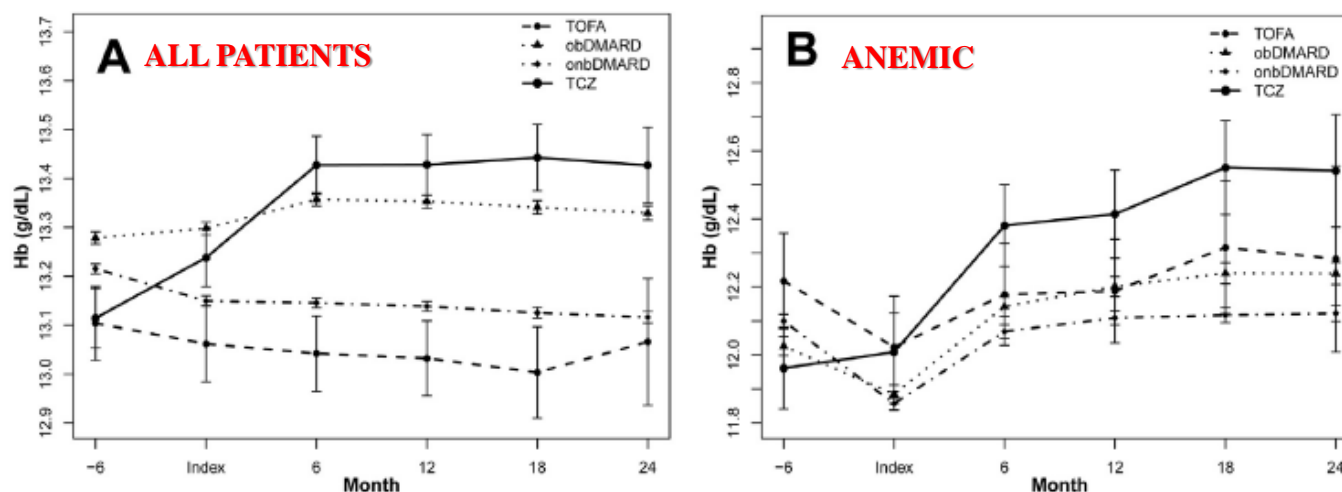 A ALL PATIENTS
TOFA
obDMARD
onbDMARD
TCZ
Hb (g/dL)
13.7
13.6
13.5
13.4
13.3
13.2
13.1
13.0
12.9
−6 Index 6 12 18 24
Month
B ANEMIC
TOFA
obDMARD
onbDMARD
TCZ
Hb (g/dL)
12.8
12.6
12.4
12.2
12.0
11.8
−6 Index 6 12 18 24
Month